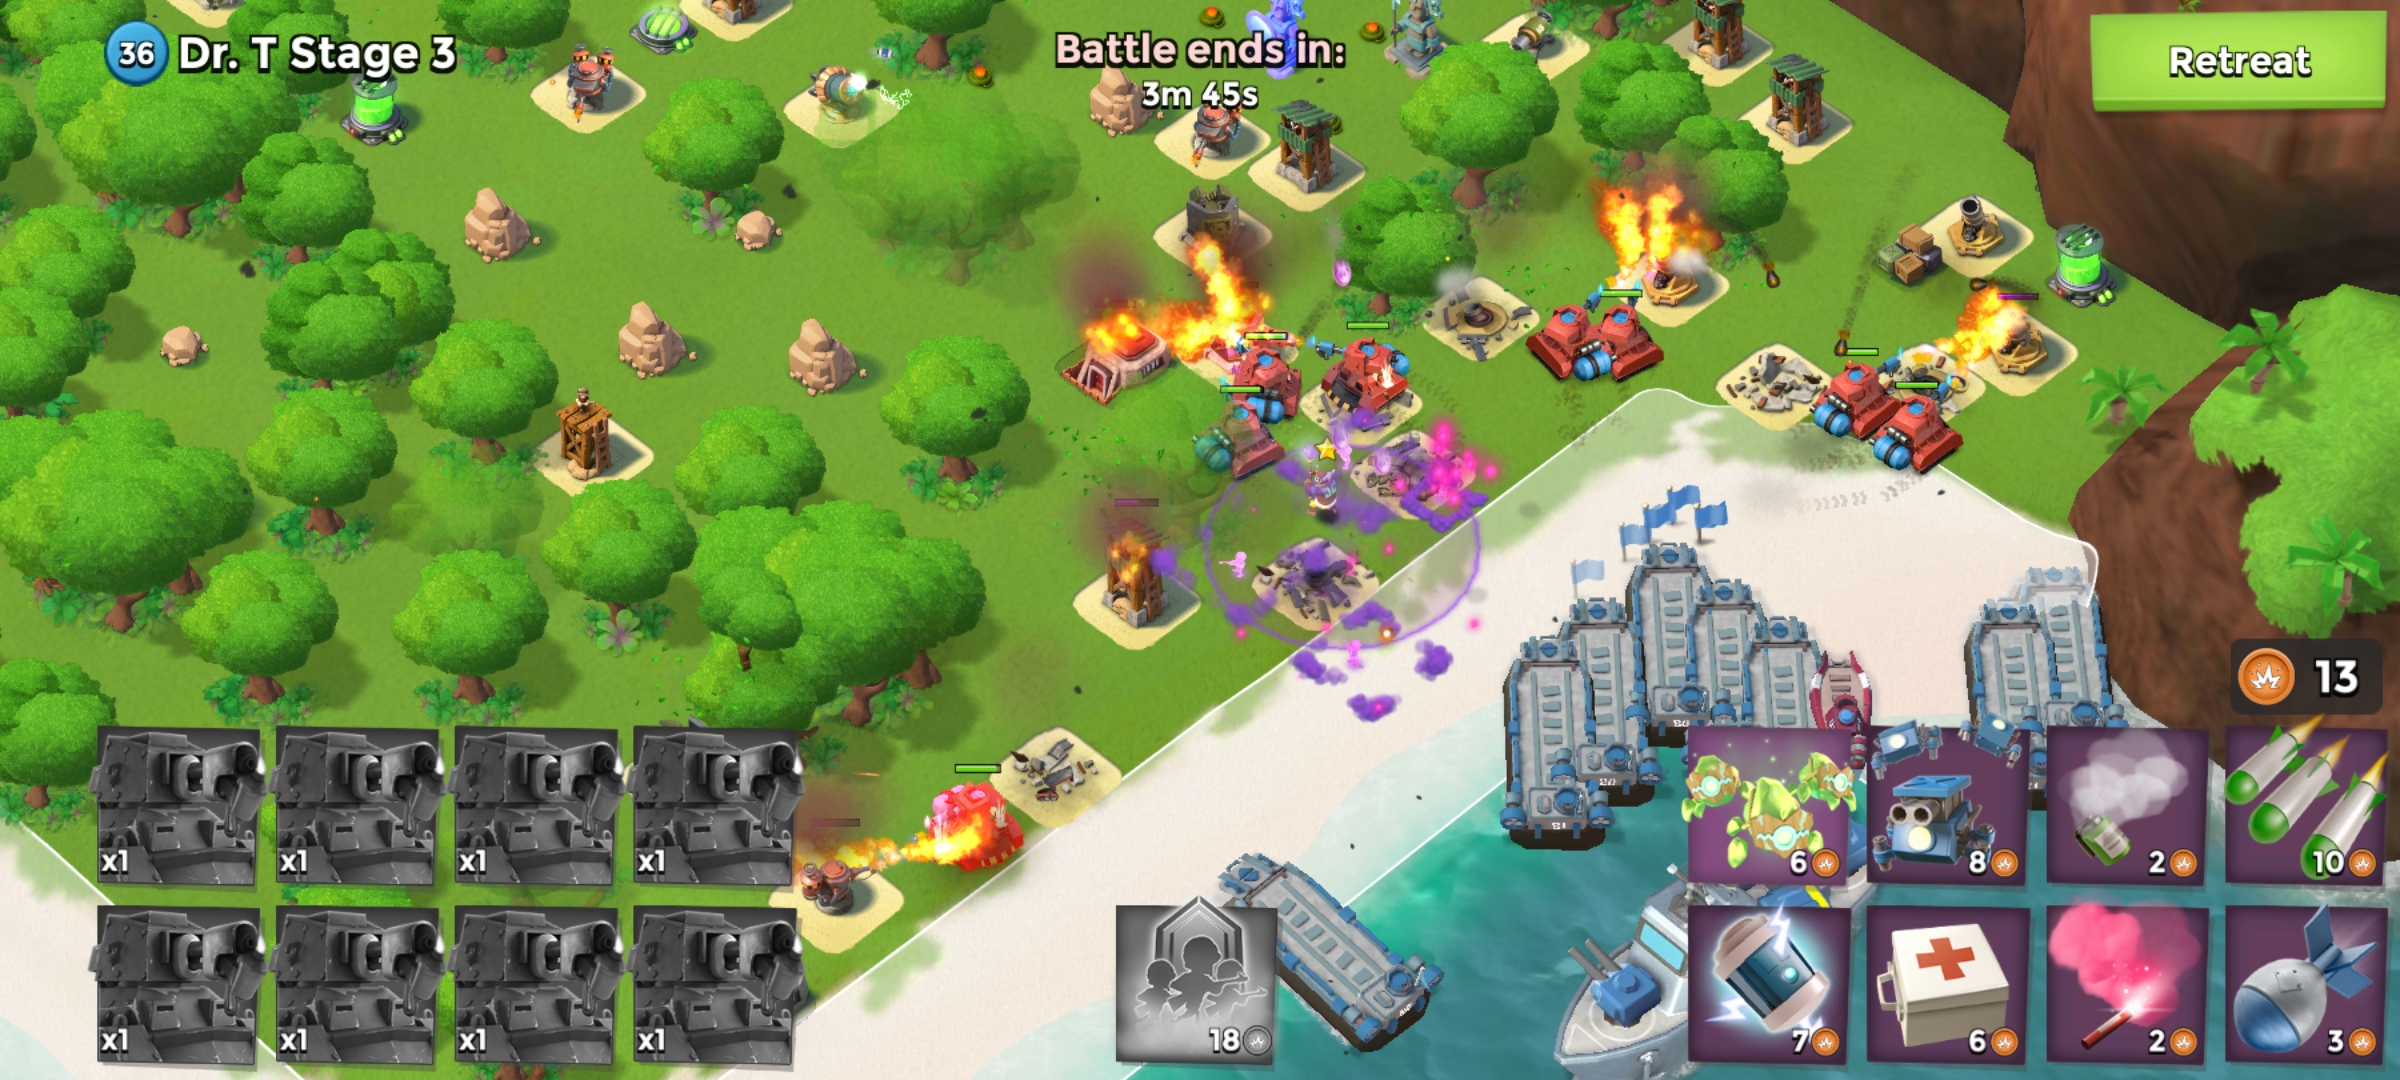 36 Dr. T Stage 3
Battle ends in:
3m 45s
Retreat
13
x1 x1 x1 x1
6 8 2 10
x1 x1 x1 x1
18 7 6 2 3